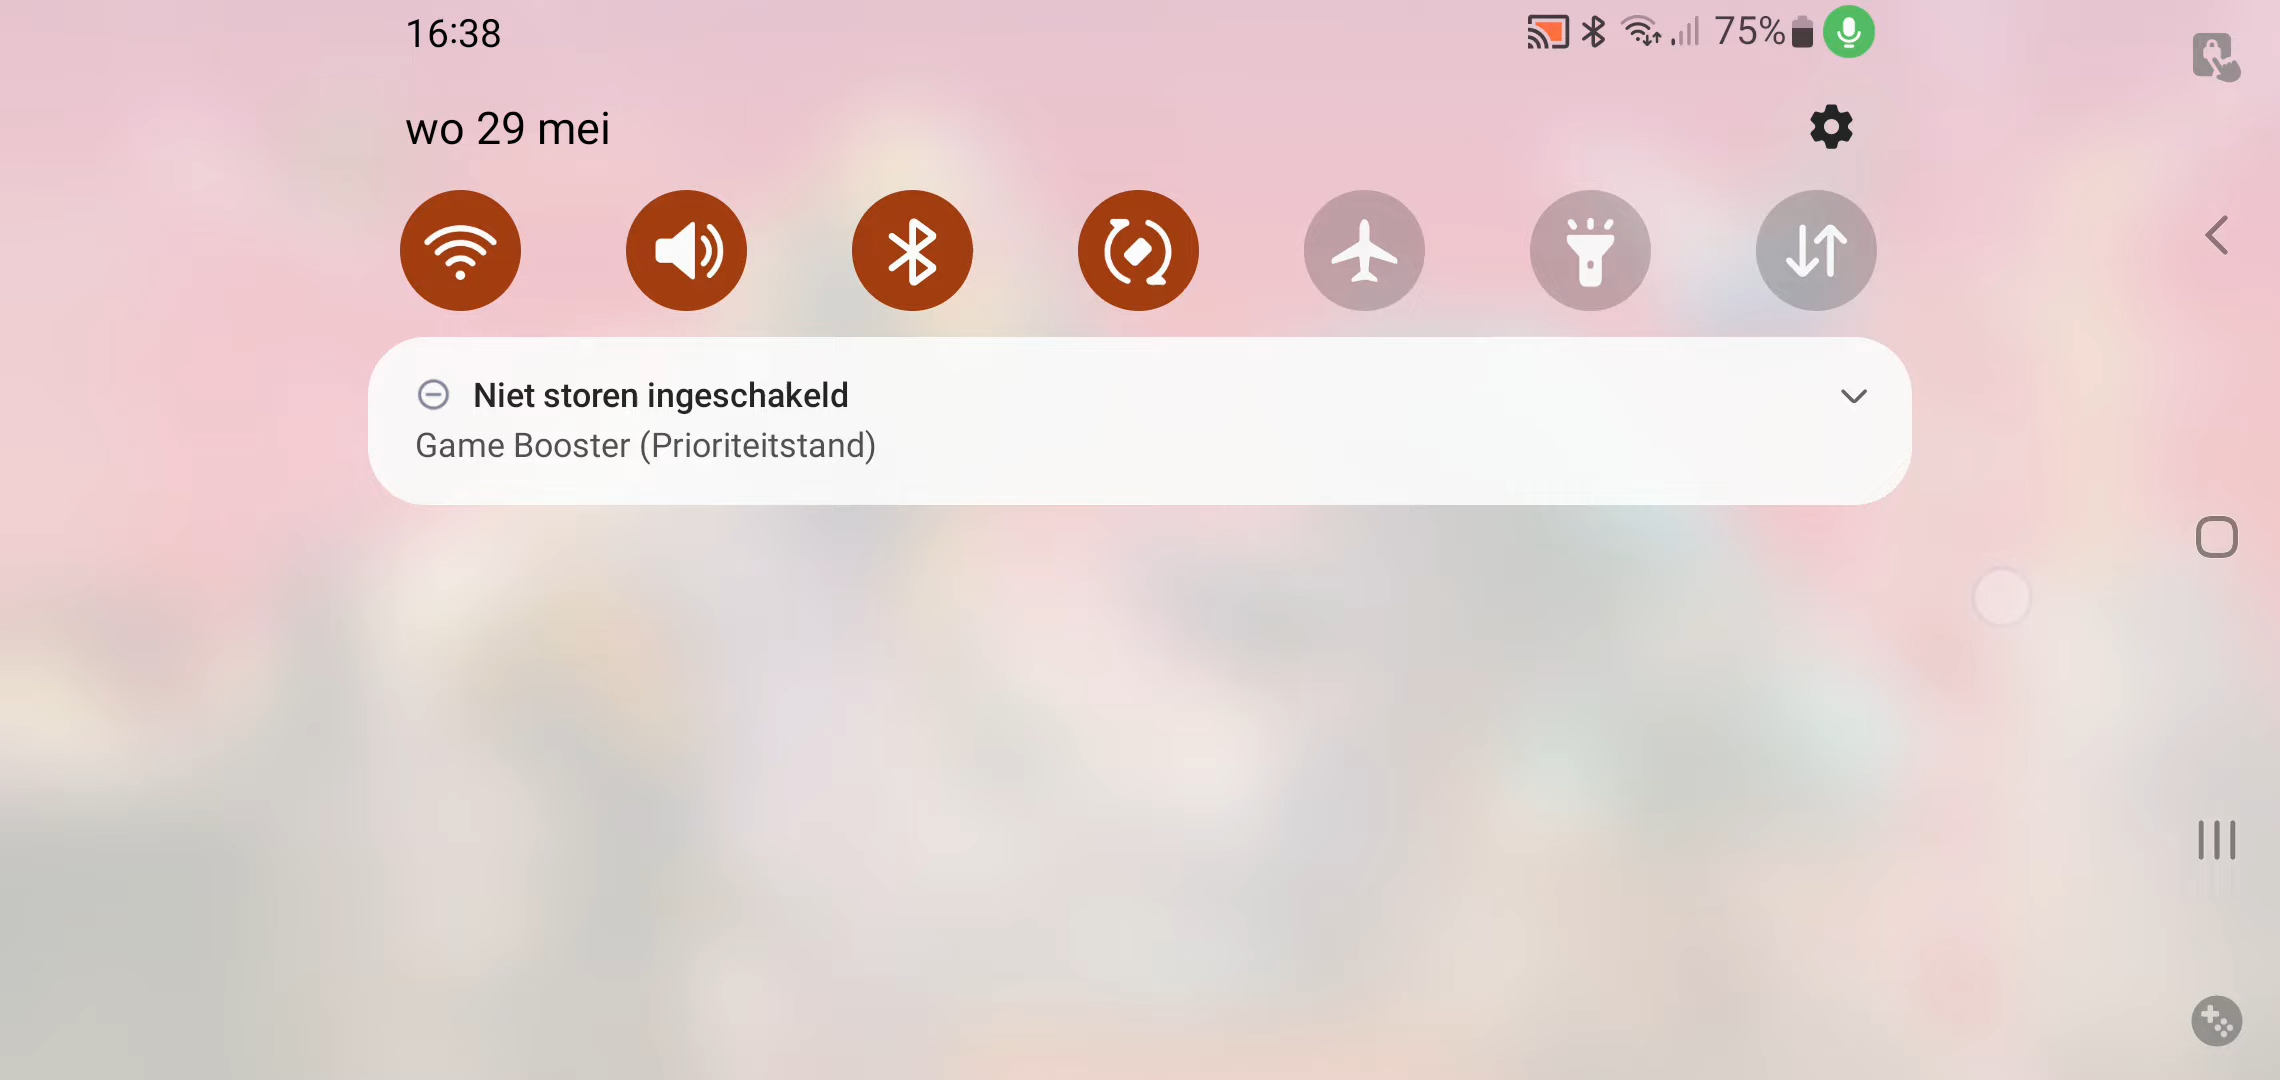 16:38
75%
wo 29 mei
Niet storen ingeschakeld
Game Booster (Prioriteitstand)